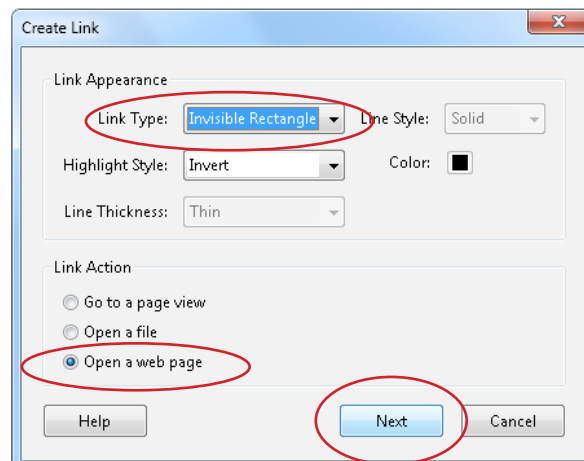 Create Link
Link Appearance
Link Type: Invisible Rectangle Line Style: Solid
Highlight Style: Invert Color:
Line Thickness: Thin
Link Action
Go to a page view
Open a file
Open a web page
Help Next Cancel